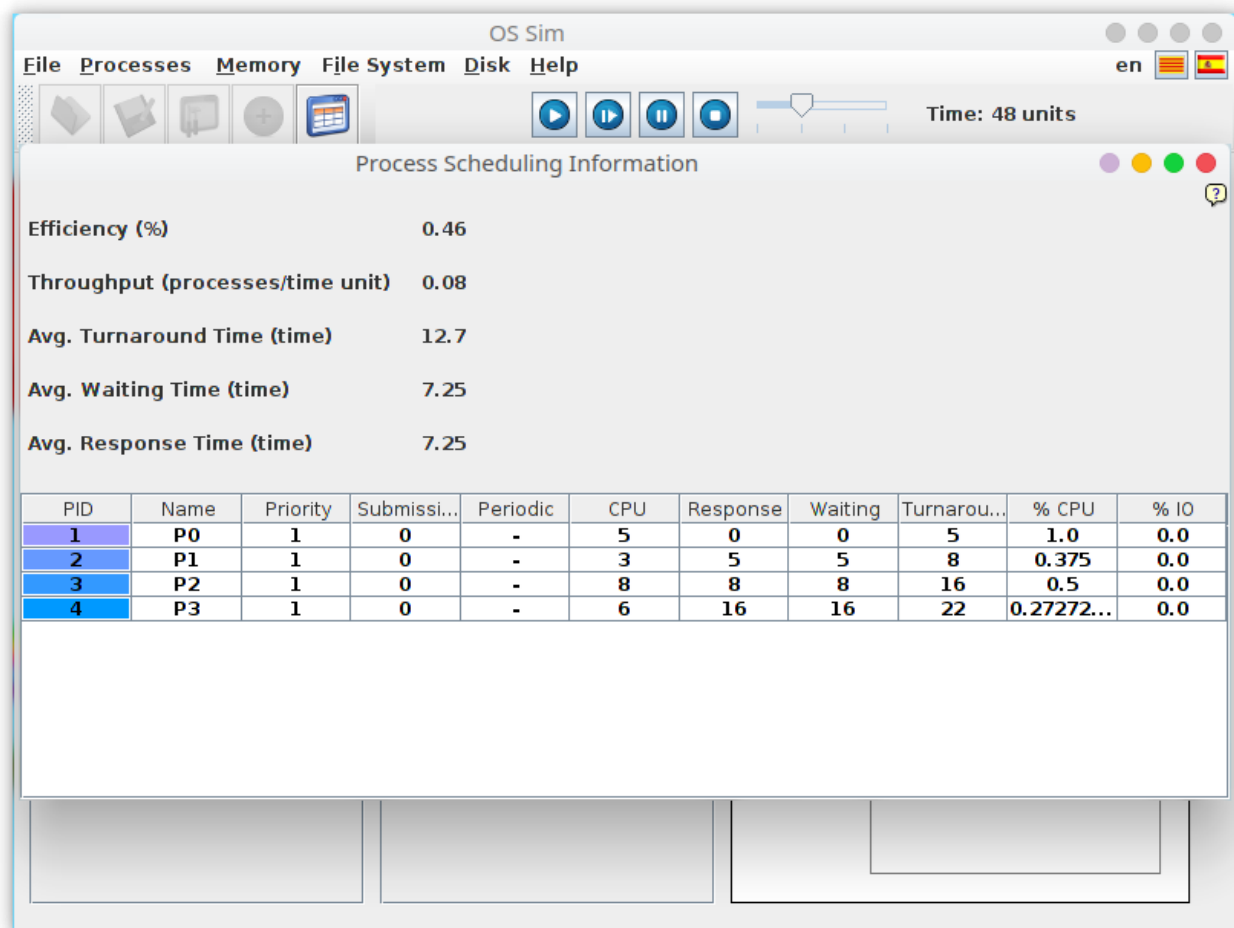 OS Sim
File Processes Memory File System Disk Help en
Time: 48 units
Process Scheduling Information
?
Efficiency (%) 0.46
Throughput (processes/time unit) 0.08
Avg. Turnaround Time (time) 12.7
Avg. Waiting Time (time) 7.25
Avg. Response Time (time) 7.25
PID Name Priority Submissi... Periodic CPU Response Waiting Turnarou... % CPU % IO
1 P0 1 0 - 5 0 0 5 1.0 0.0
2 P1 1 0 - 3 5 5 8 0.375 0.0
3 P2 1 0 - 8 8 8 16 0.5 0.0
4 P3 1 0 - 6 16 16 22 0.27272... 0.0